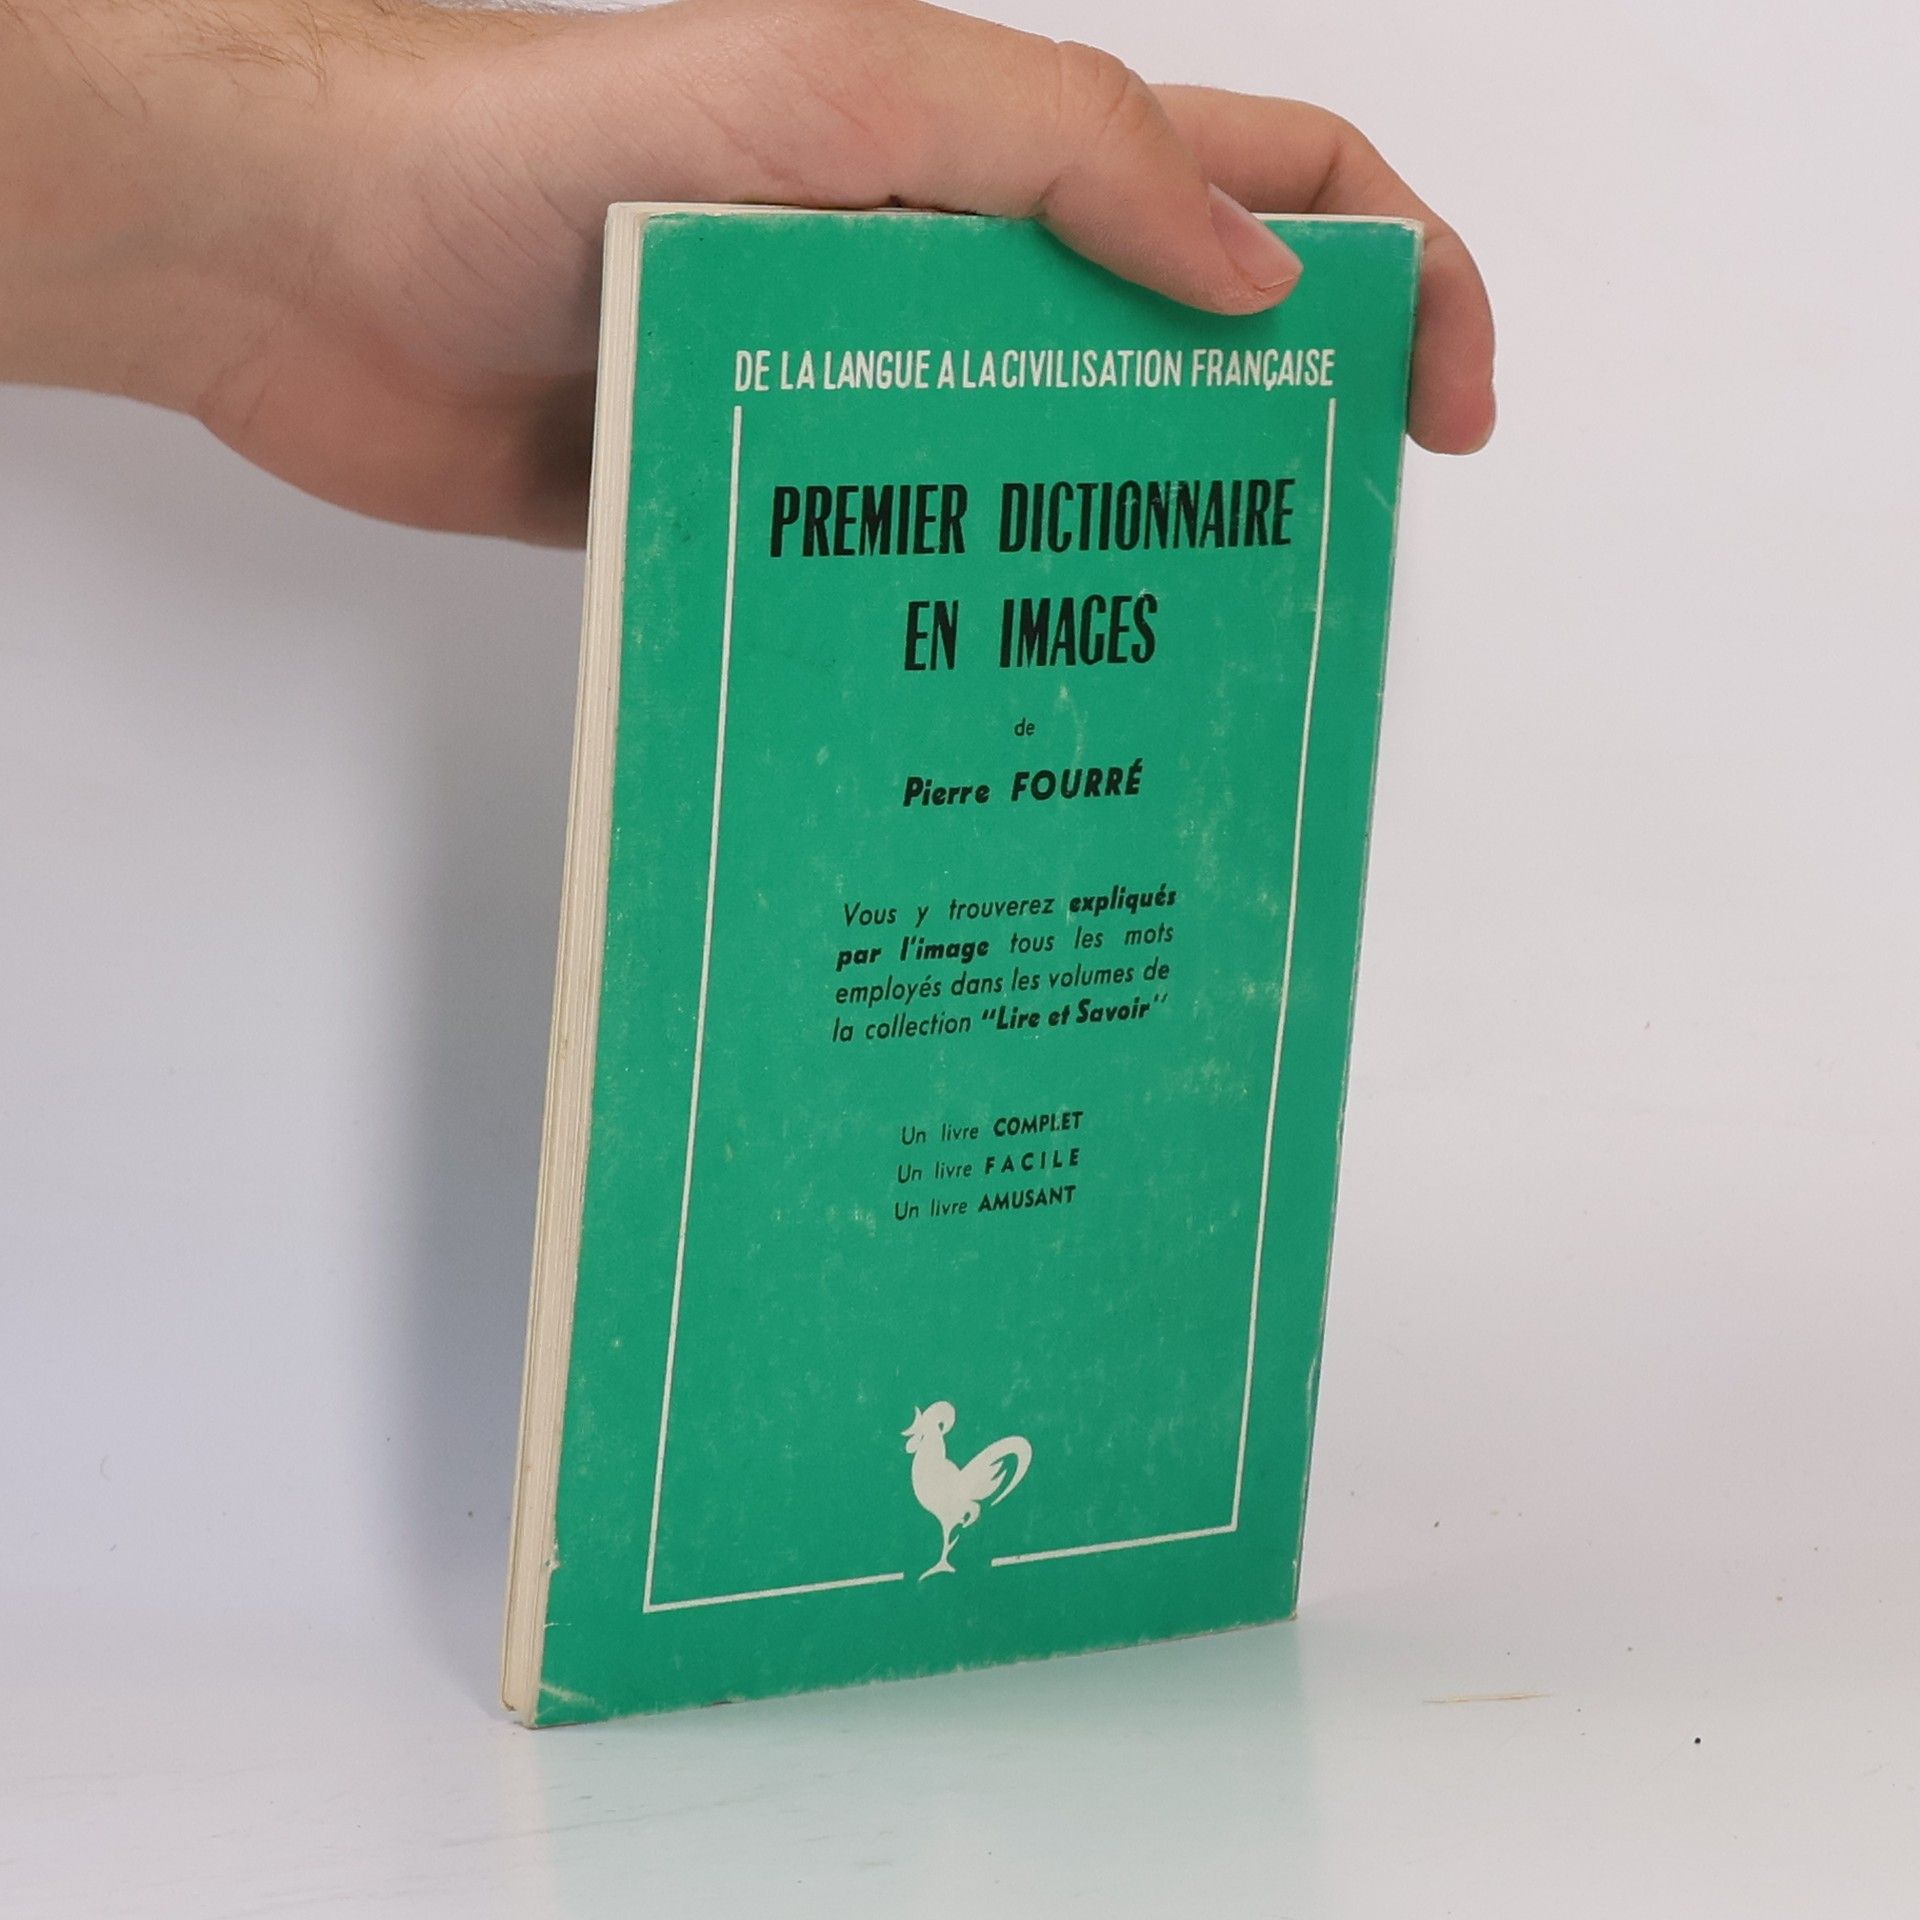 DE LA LANGUE A LA CIVILISATION FRANÇAISE
PREMIER DICTIONNAIRE
EN IMAGES
de
Pierre FOURRÉ
Vous y trouverez expliqués
par l'image tous les mots
employés dans les volumes de
la collection "Lire et Savoir"
Un livre COMPLET
Un livre FACILE
Un livre AMUSANT